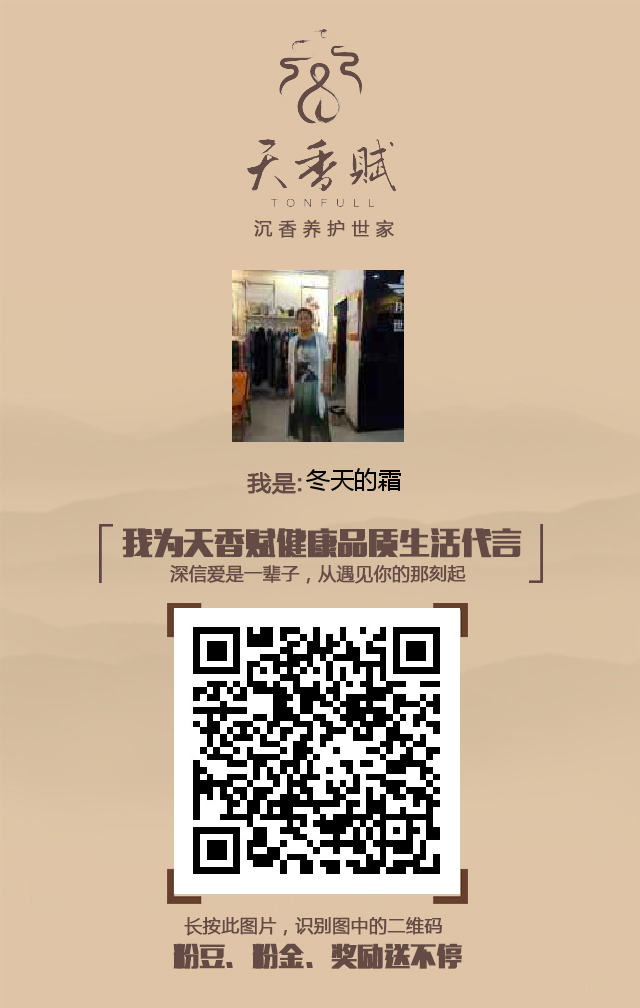 天香赋
TONFULL
沉香养护世家
世
我是:冬天的霜
我为天香赋健康品质生活代言
深信爱是一辈子，从遇见你的那刻起
长按此图片，识别图中的二维码
粉豆、粉金、奖励送不停